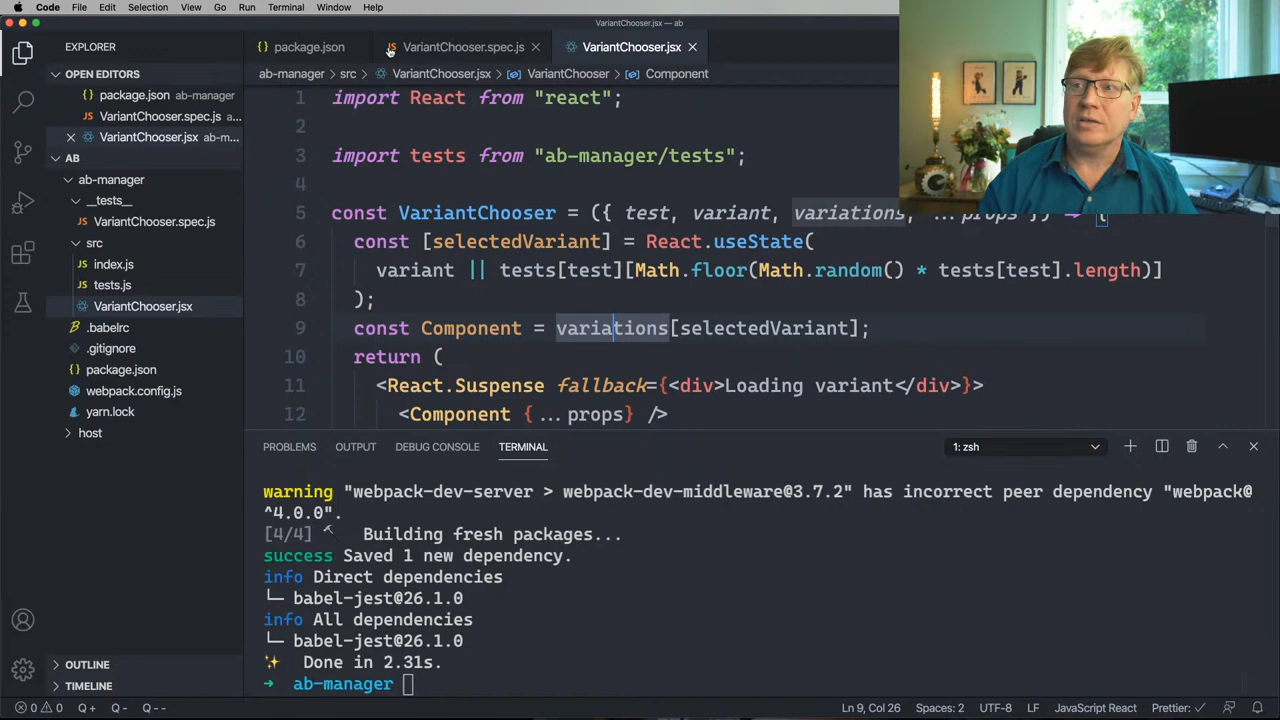 Code File Edit Selection View Go Run Terminal Window Help
VariantChooser.jsx — ab
EXPLORER
package.json
JS VariantChooser.spec.js
VariantChooser.jsx
OPEN EDITORS
package.json ab-manager
JS VariantChooser.spec.js a...
VariantChooser.jsx ab-m...
AB
ab-manager
__tests__
JS VariantChooser.spec.js
src
JS index.js
JS tests.js
VariantChooser.jsx
.babelrc
.gitignore
package.json
webpack.config.js
yarn.lock
host
OUTLINE
TIMELINE
ab-manager > src > VariantChooser.jsx > VariantChooser > Component
1 import React from "react";
2
3 import tests from "ab-manager/tests";
4
5 const VariantChooser = ({ test, variant, variations, ...props }) => {
6 const [selectedVariant] = React.useState(
7 variant || tests[test][Math.floor(Math.random() * tests[test].length)]
8 );
9 const Component = variations[selectedVariant];
10 return (
11 <React.Suspense fallback={<div>Loading variant</div>}>
12 <Component {...props} />
PROBLEMS OUTPUT DEBUG CONSOLE TERMINAL 1: zsh
warning "webpack-dev-server > webpack-dev-middleware@3.7.2" has incorrect peer dependency "webpack@
^4.0.0".
[4/4] Building fresh packages...
success Saved 1 new dependency.
info Direct dependencies
└─ babel-jest@26.1.0
info All dependencies
└─ babel-jest@26.1.0
✨ Done in 2.31s.
➜ ab-manager
0 0 Q+ Q- Q-- Ln 9, Col 26 Spaces: 2 UTF-8 LF JavaScript React Prettier: ✓